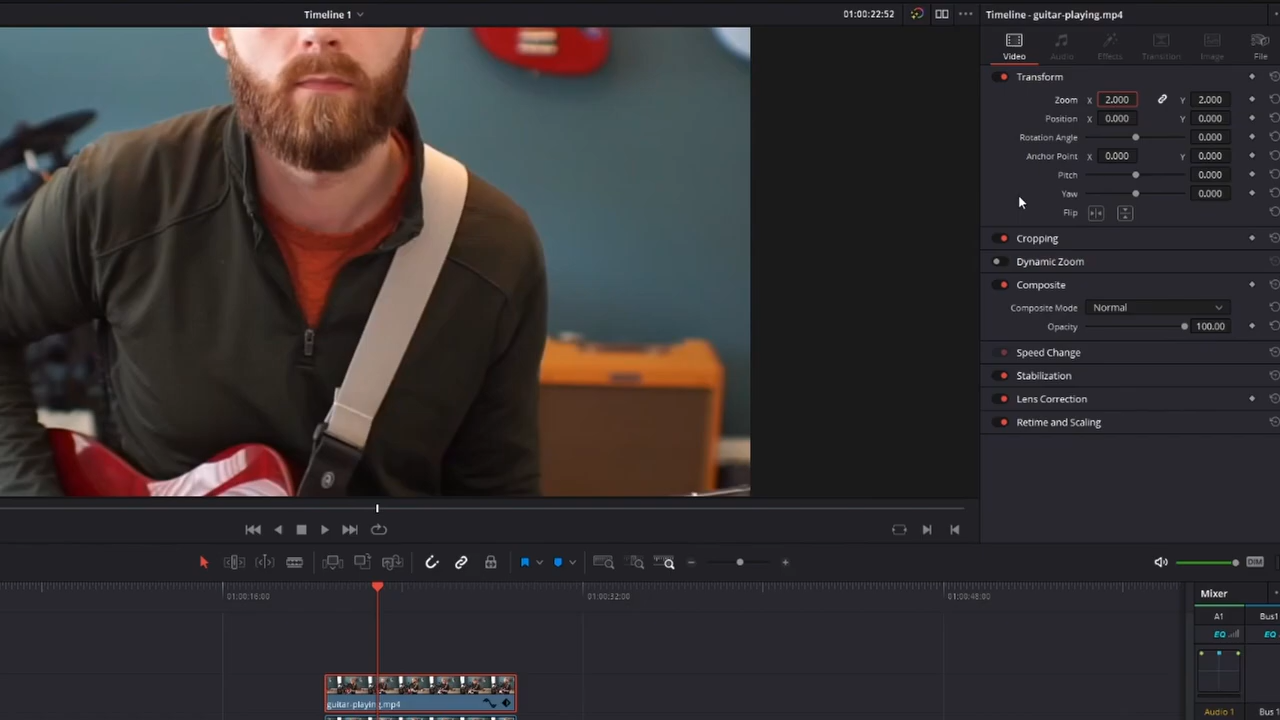 Timeline 1
01:00:22:52
Timeline - guitar-playing.mp4
Video
Audio
Effects
Transition
Image
File
Transform
Zoom X 2.000 Y 2.000
Position X 0.000 Y 0.000
Rotation Angle 0.000
Anchor Point X 0.000 Y 0.000
Pitch 0.000
Yaw 0.000
Flip
Cropping
Dynamic Zoom
Composite
Composite Mode Normal
Opacity 100.00
Speed Change
Stabilization
Lens Correction
Retime and Scaling
DIM
01:00:16:00
01:00:32:00
01:00:48:00
Mixer
A1 Bus1
EQ EQ
Audio 1 Bus 1
guitar-playing.mp4